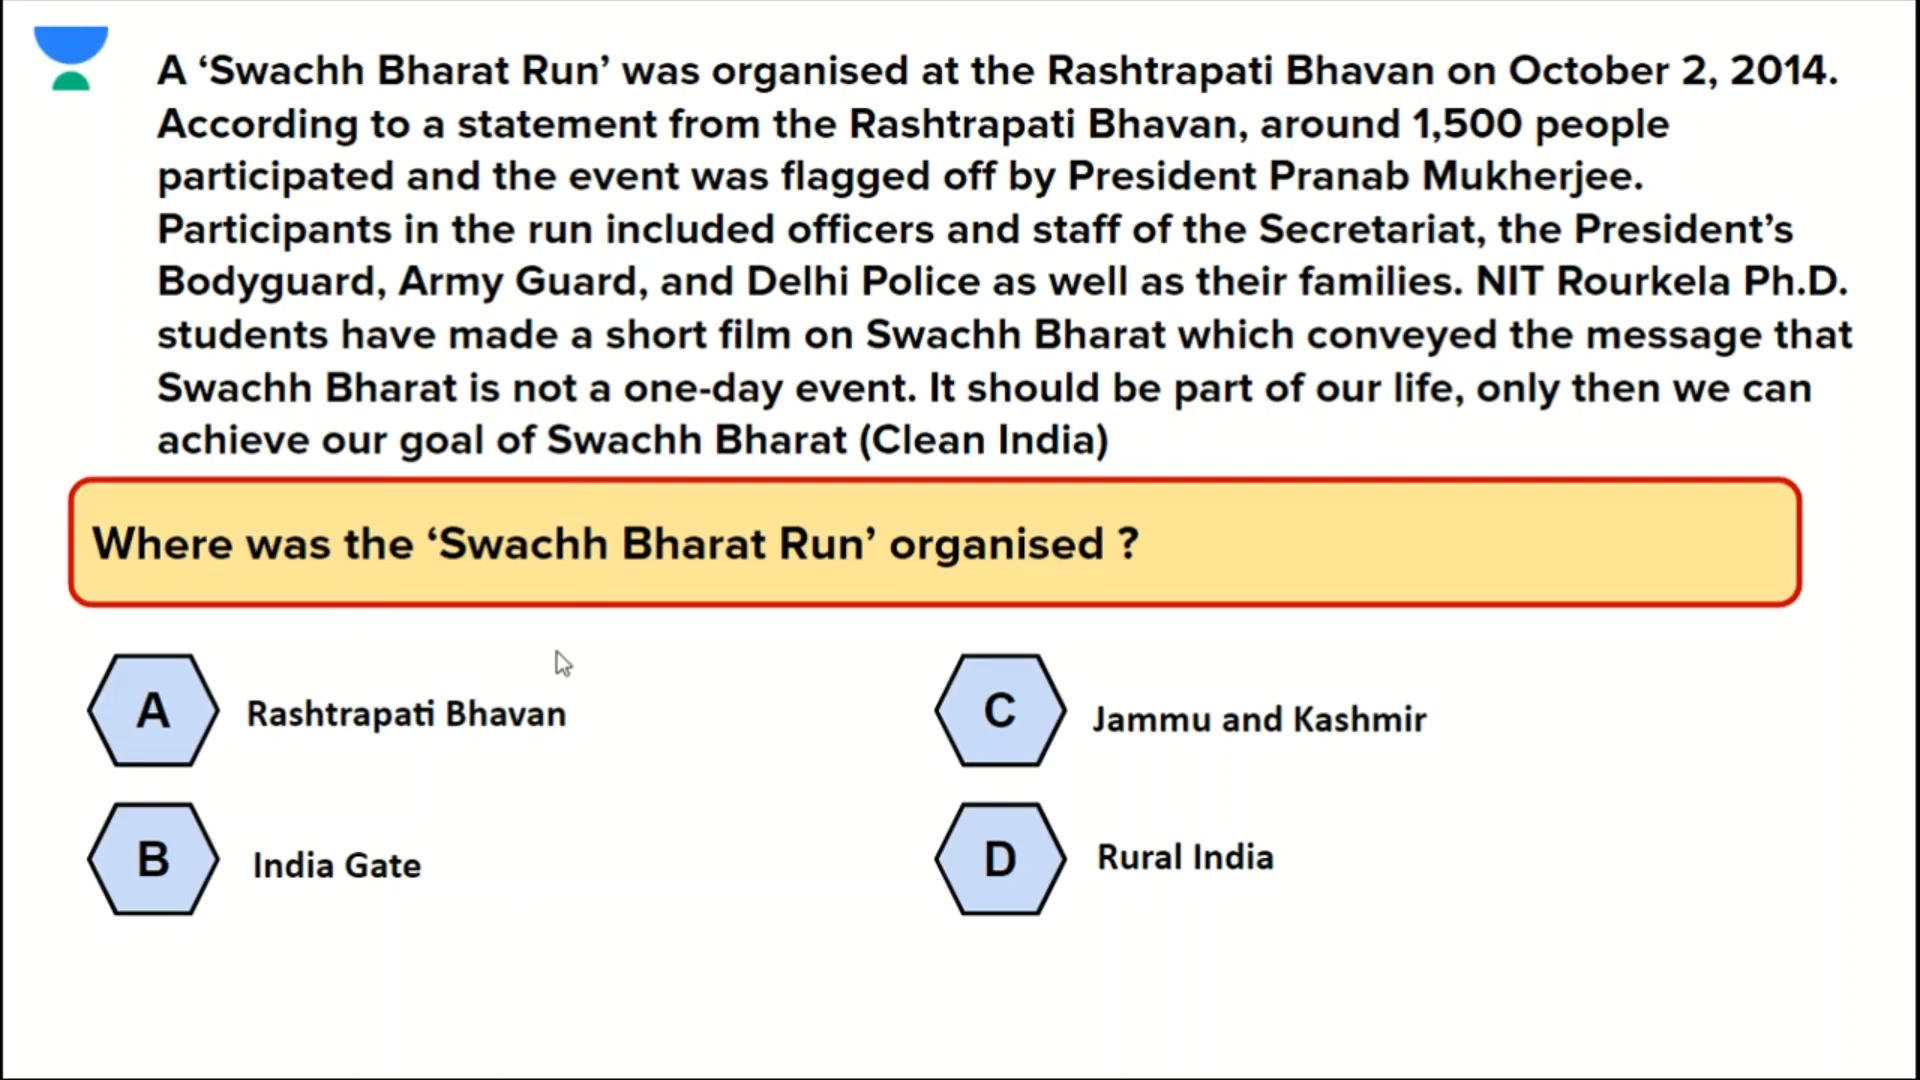 A ‘Swachh Bharat Run’ was organised at the Rashtrapati Bhavan on October 2, 2014.
According to a statement from the Rashtrapati Bhavan, around 1,500 people
participated and the event was flagged off by President Pranab Mukherjee.
Participants in the run included officers and staff of the Secretariat, the President’s
Bodyguard, Army Guard, and Delhi Police as well as their families. NIT Rourkela Ph.D.
students have made a short film on Swachh Bharat which conveyed the message that
Swachh Bharat is not a one-day event. It should be part of our life, only then we can
achieve our goal of Swachh Bharat (Clean India)
Where was the ‘Swachh Bharat Run’ organised ?
A Rashtrapati Bhavan
B India Gate
C Jammu and Kashmir
D Rural India